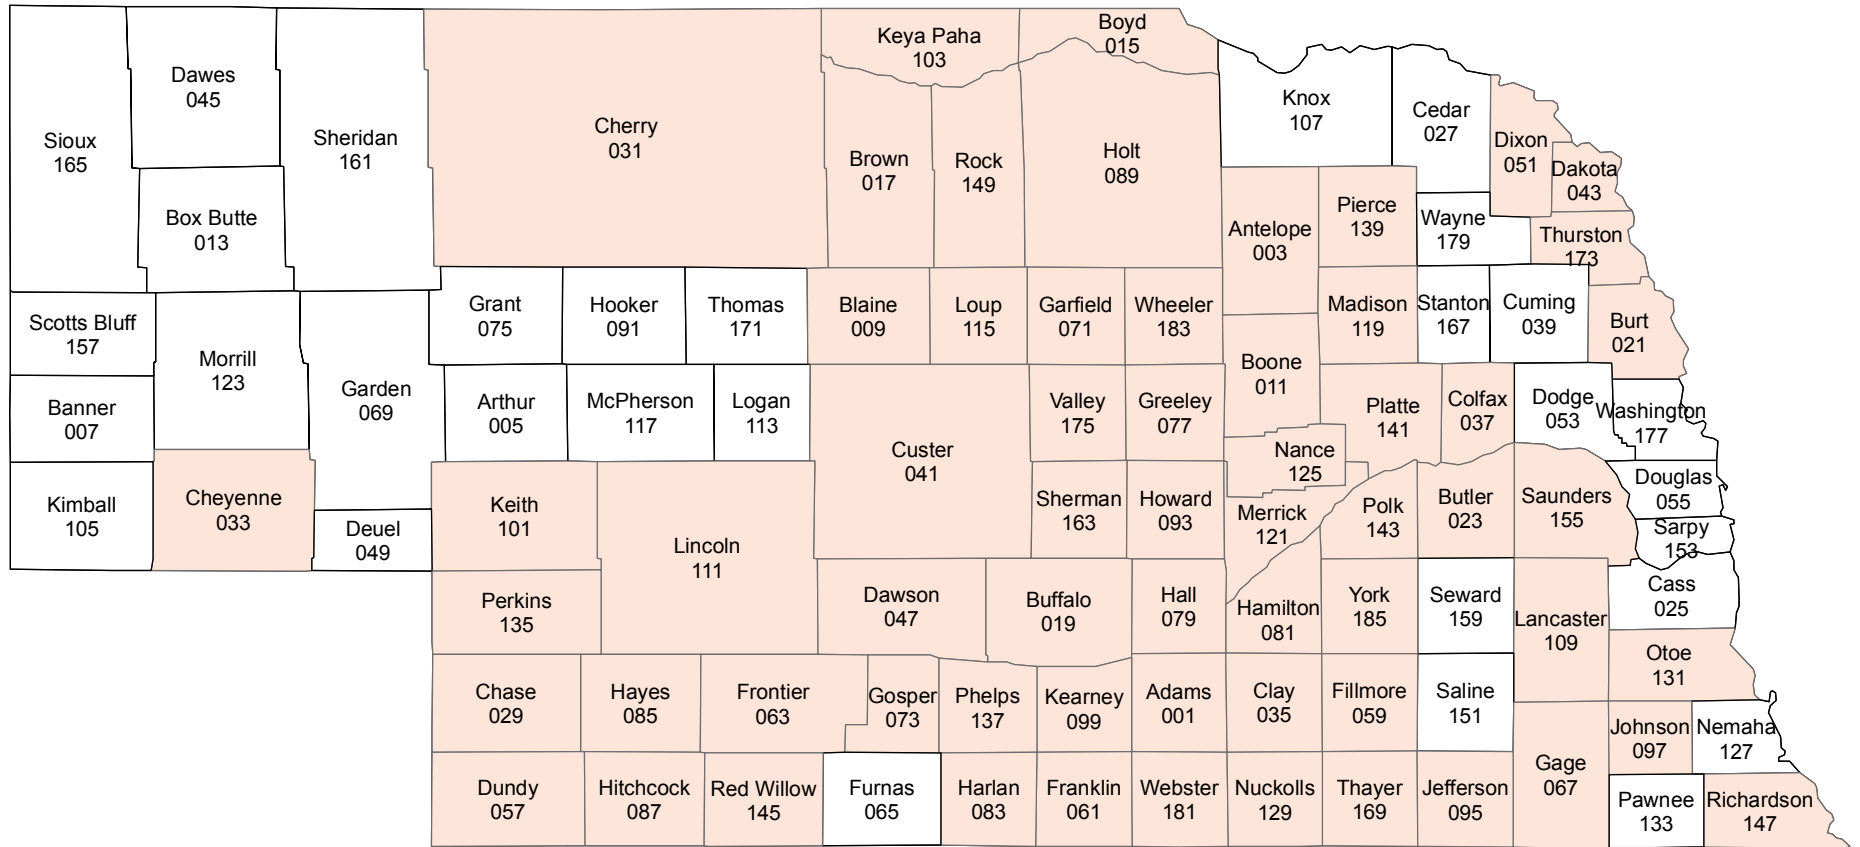 Boyd
015
Keya Paha
103
Dawes
045
Knox
107
Cedar
027
Cherry
031
Sheridan
161
Sioux
165
Dixon
051
Holt
089
Brown
017
Rock
149
Dakota
043
Box Butte
013
Pierce
139
Wayne
179
Antelope
003
Thurston
173
Grant
075
Hooker
091
Thomas
171
Blaine
009
Loup
115
Garfield
071
Wheeler
183
Madison
119
Stanton
167
Cuming
039
Burt
021
Scotts Bluff
157
Morrill
123
Boone
011
Garden
069
Banner
007
Arthur
005
McPherson
117
Logan
113
Valley
175
Greeley
077
Platte
141
Colfax
037
Dodge
053
Washington
177
Custer
041
Nance
125
Douglas
055
Kimball
105
Cheyenne
033
Keith
101
Sherman
163
Howard
093
Merrick
121
Polk
143
Butler
023
Saunders
155
Deuel
049
Sarpy
153
Lincoln
111
Cass
025
Perkins
135
Dawson
047
Buffalo
019
Hall
079
Hamilton
081
York
185
Seward
159
Lancaster
109
Otoe
131
Chase
029
Hayes
085
Frontier
063
Gosper
073
Phelps
137
Kearney
099
Adams
001
Clay
035
Fillmore
059
Saline
151
Johnson
097
Nemaha
127
Gage
067
Dundy
057
Hitchcock
087
Red Willow
145
Furnas
065
Harlan
083
Franklin
061
Webster
181
Nuckolls
129
Thayer
169
Jefferson
095
Pawnee
133
Richardson
147